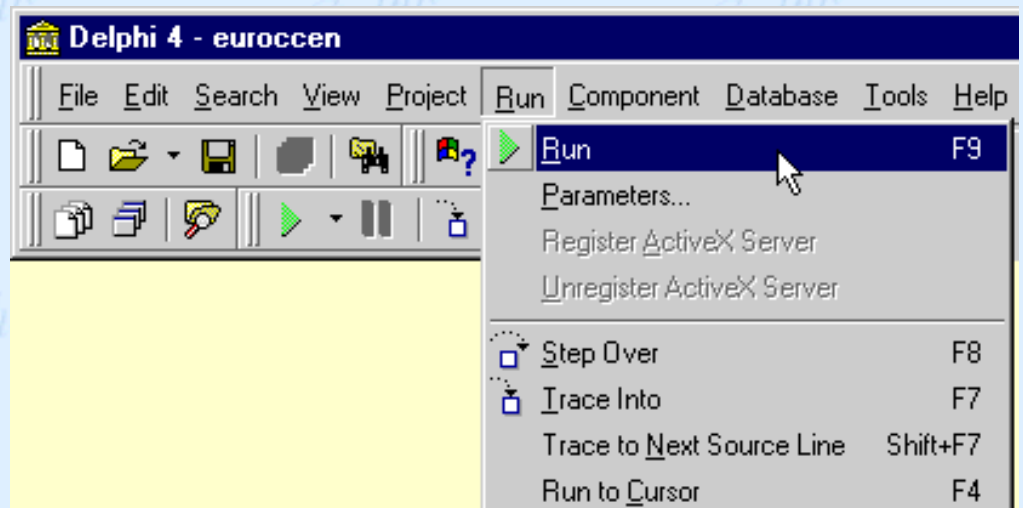 Delphi 4 - euroccen
File Edit Search View Project Run Component Database Tools Help
Run F9
Parameters...
Register ActiveX Server
Unregister ActiveX Server
Step Over F8
Trace Into F7
Trace to Next Source Line Shift+F7
Run to Cursor F4